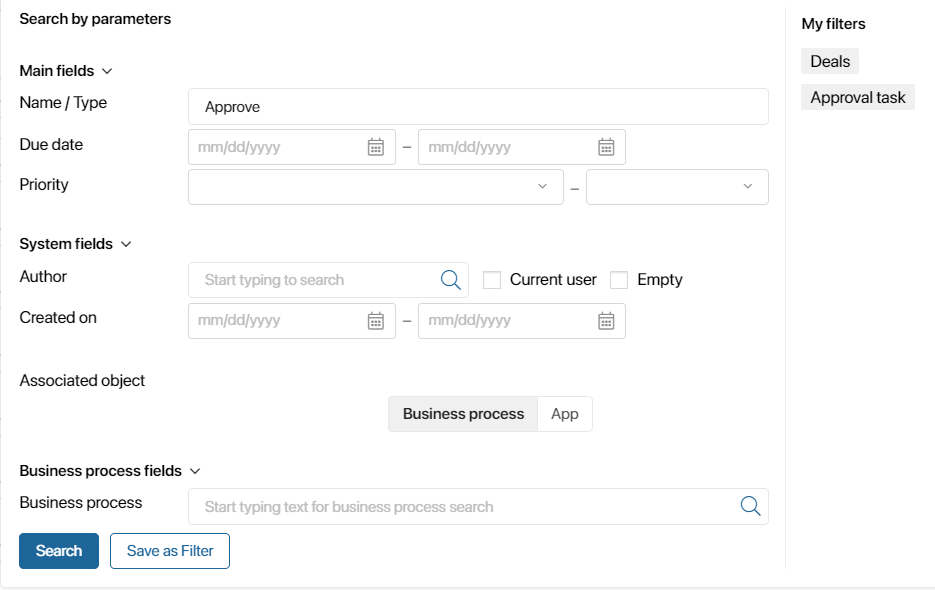 Search by parameters
Main fields
Name / Type
Approve
Due date
mm/dd/yyyy – mm/dd/yyyy
Priority
–
System fields
Author
Start typing to search
Current user
Empty
Created on
mm/dd/yyyy – mm/dd/yyyy
Associated object
Business process
App
Business process fields
Business process
Start typing text for business process search
Search
Save as Filter
My filters
Deals
Approval task